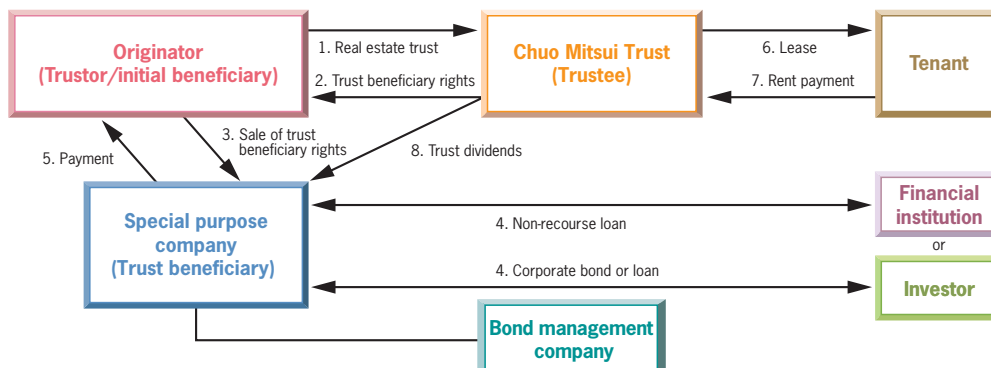 Originator
(Trustor/initial beneficiary)
1. Real estate trust
2. Trust beneficiary rights
Chuo Mitsui Trust
(Trustee)
6. Lease
7. Rent payment
Tenant
3. Sale of trust
beneficiary rights
5. Payment
8. Trust dividends
Special purpose
company
(Trust beneficiary)
4. Non-recourse loan
Financial
institution
or
4. Corporate bond or loan
Investor
Bond management
company